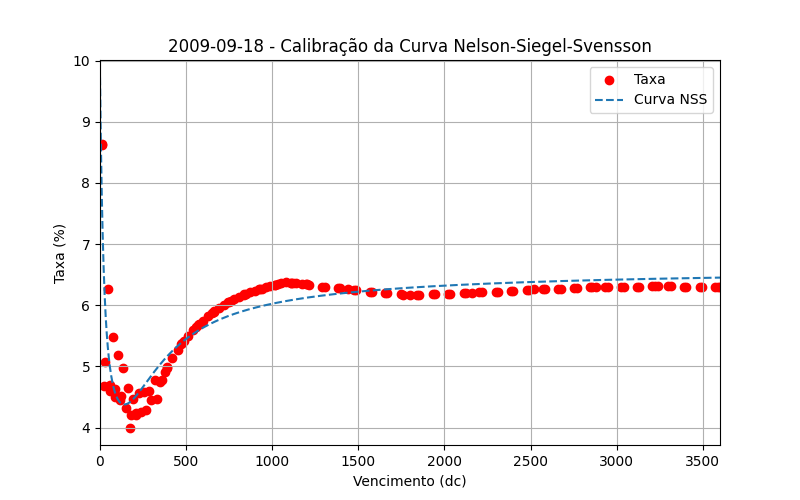 2009-09-18 - Calibração da Curva Nelson-Siegel-Svensson
Taxa
Curva NSS
Taxa (%)
10
9
8
7
6
5
4
0 500 1000 1500 2000 2500 3000 3500
Vencimento (dc)